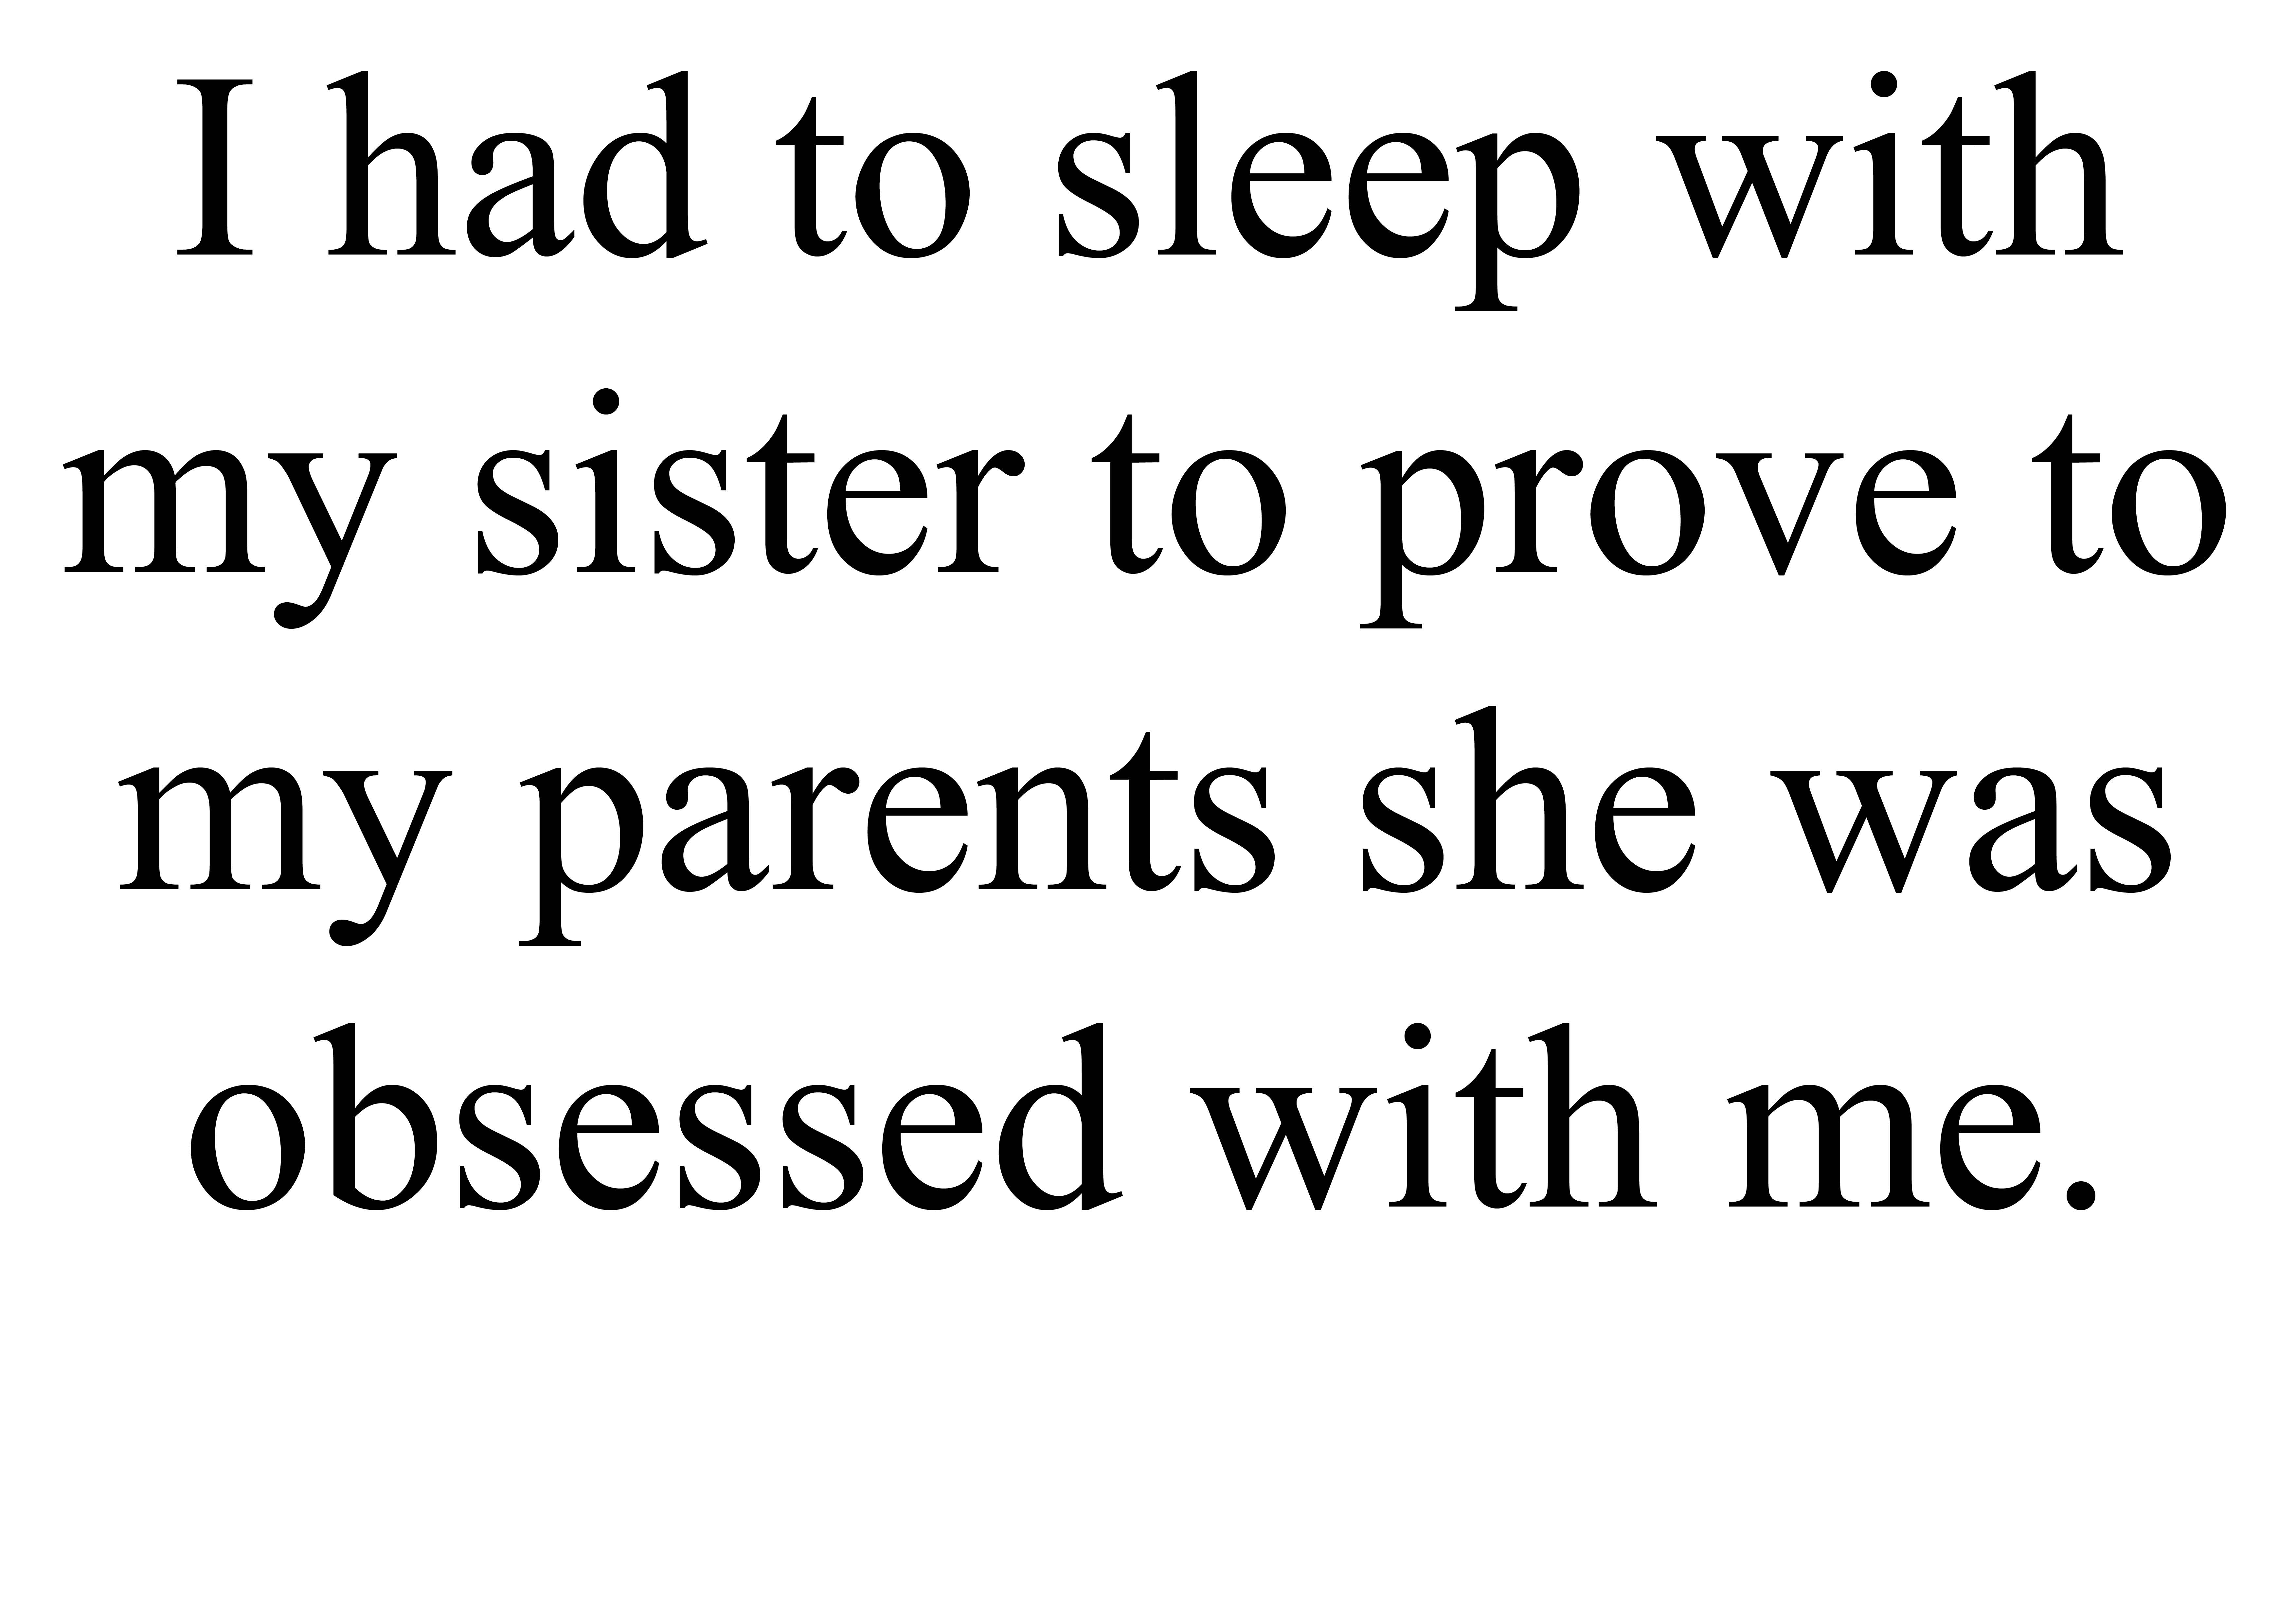 I had to sleep with
my sister to prove to
my parents she was
obsessed with me.